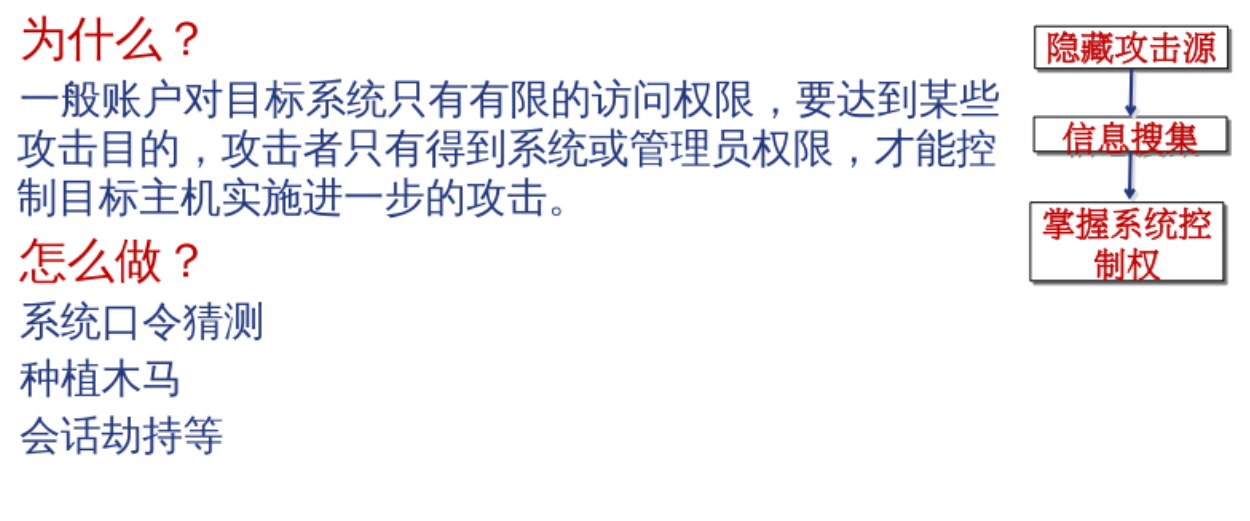 为什么？
一般账户对目标系统只有有限的访问权限，要达到某些
攻击目的，攻击者只有得到系统或管理员权限，才能控
制目标主机实施进一步的攻击。
怎么做？
系统口令猜测
种植木马
会话劫持等
隐藏攻击源
信息搜集
掌握系统控
制权